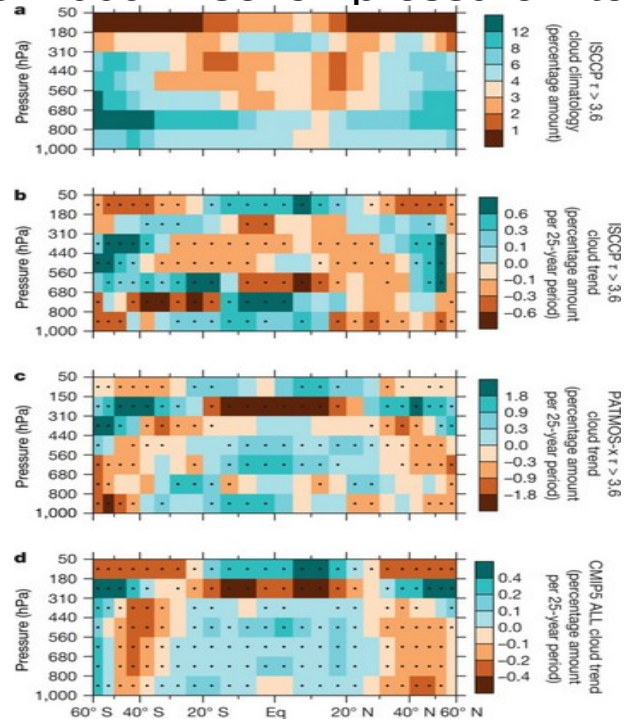 a
50
180
310
440
560
680
800
1,000
Pressure (hPa)
12
8
6
4
3
2
1
ISCCP τ > 3.6
cloud climatology
(percentage amount)
b
50
180
310
440
560
680
800
1,000
Pressure (hPa)
0.6
0.3
0.1
0.0
−0.1
−0.3
−0.6
ISCCP τ > 3.6
cloud trend
(percentage amount
per 25-year period)
c
50
150
310
440
560
680
800
1,000
Pressure (hPa)
1.8
0.9
0.3
0.0
−0.3
−0.9
−1.8
PATMOS-x τ > 3.6
cloud trend
(percentage amount
per 25-year period)
d
50
180
310
440
560
680
800
1,000
Pressure (hPa)
0.4
0.2
0.1
0.0
−0.1
−0.2
−0.4
CMIP5 ALL cloud trend
(percentage amount
per 25-year period)
60° S 40° S 20° S Eq 20° N 40° N 60° N